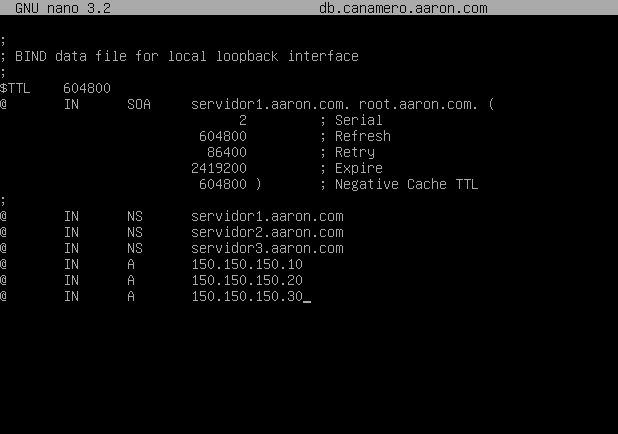 GNU nano 3.2 db.canamero.aaron.com
;
; BIND data file for local loopback interface
;
$TTL 604800
@ IN SOA servidor1.aaron.com. root.aaron.com. (
2 ; Serial
604800 ; Refresh
86400 ; Retry
2419200 ; Expire
604800 ) ; Negative Cache TTL
;
@ IN NS servidor1.aaron.com
@ IN NS servidor2.aaron.com
@ IN NS servidor3.aaron.com
@ IN A 150.150.150.10
@ IN A 150.150.150.20
@ IN A 150.150.150.30